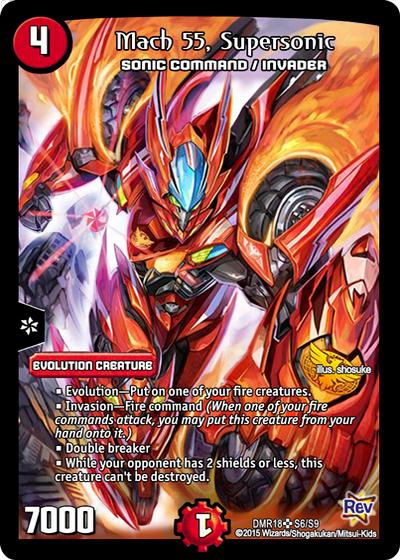 4
Mach 55, Supersonic
SONIC COMMAND / INVADER
EVOLUTION CREATURE
illus. shosuke
▪ Evolution—Put on one of your fire creatures.
▪ Invasion—Fire command (When one of your fire
commands attack, you may put this creature from your
hand onto it.)
▪ Double breaker
▪ While your opponent has 2 shields or less, this
creature can't be destroyed.
Rev
7000
1
DMR18 S6/S9
©2015 Wizards/Shogakukan/Mitsui-Kids